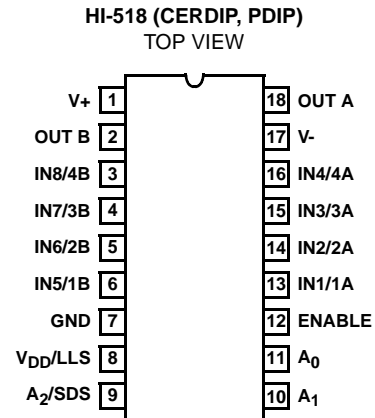 HI-518 (CERDIP, PDIP)
TOP VIEW
V+ 1 18 OUT A
OUT B 2 17 V-
IN8/4B 3 16 IN4/4A
IN7/3B 4 15 IN3/3A
IN6/2B 5 14 IN2/2A
IN5/1B 6 13 IN1/1A
GND 7 12 ENABLE
VDD/LLS 8 11 A0
A2/SDS 9 10 A1